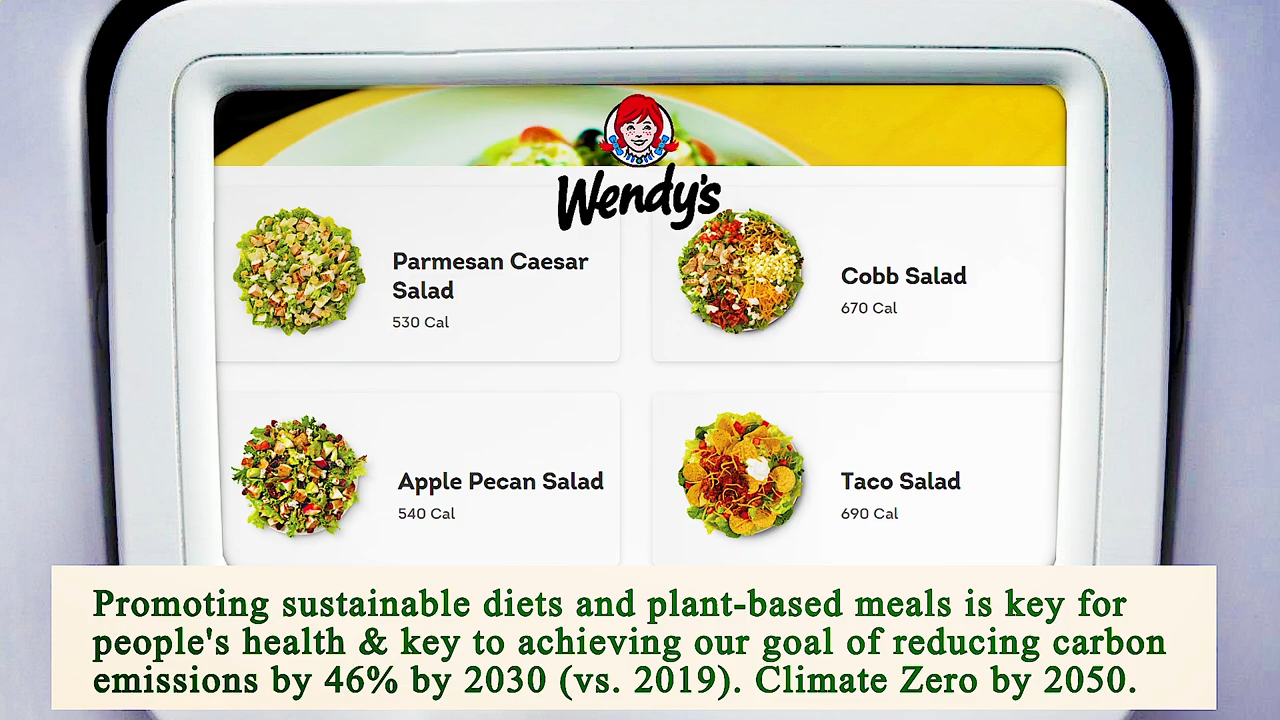 Wendy's
Parmesan Caesar
Salad
530 Cal
Cobb Salad
670 Cal
Apple Pecan Salad
540 Cal
Taco Salad
690 Cal
Promoting sustainable diets and plant-based meals is key for
people's health & key to achieving our goal of reducing carbon
emissions by 46% by 2030 (vs. 2019). Climate Zero by 2050.